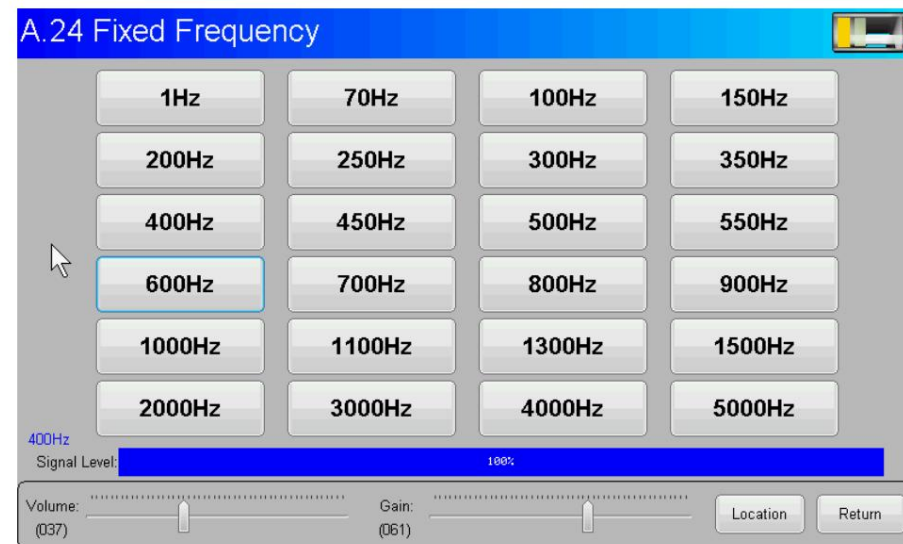 A.24 Fixed Frequency
1Hz 70Hz 100Hz 150Hz
200Hz 250Hz 300Hz 350Hz
400Hz 450Hz 500Hz 550Hz
600Hz 700Hz 800Hz 900Hz
1000Hz 1100Hz 1300Hz 1500Hz
2000Hz 3000Hz 4000Hz 5000Hz
400Hz
Signal Level: 100%
Volume: Gain: Location Return
(037) (061)